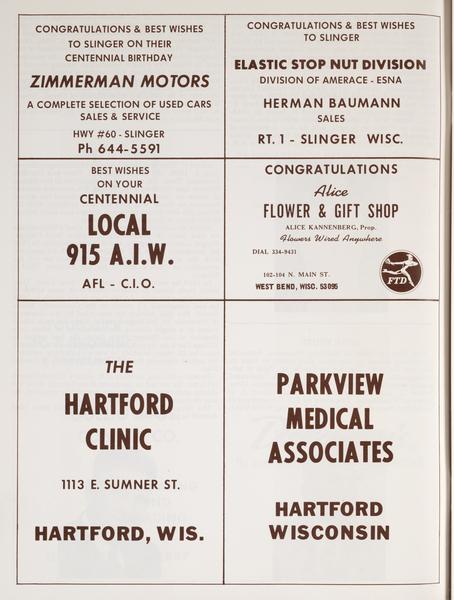 CONGRATULATIONS & BEST WISHES
TO SLINGER ON THEIR
CENTENNIAL BIRTHDAY
ZIMMERMAN MOTORS
A COMPLETE SELECTION OF USED CARS
SALES & SERVICE
HWY #60 - SLINGER
Ph 644-5591
CONGRATULATIONS & BEST WISHES
TO SLINGER
ELASTIC STOP NUT DIVISION
DIVISION OF AMERACE - ESNA
HERMAN BAUMANN
SALES
RT. 1 - SLINGER WISC.
BEST WISHES
ON YOUR
CENTENNIAL
LOCAL
915 A.I.W.
AFL - C.I.O.
CONGRATULATIONS
Alice
FLOWER & GIFT SHOP
ALICE KANNENBERG, Prop.
Flowers Wired Anywhere
DIAL 334-9431
102-104 N. MAIN ST.
WEST BEND, WISC. 53095
FTD
THE
HARTFORD
CLINIC
1113 E. SUMNER ST.
HARTFORD, WIS.
PARKVIEW
MEDICAL
ASSOCIATES
HARTFORD
WISCONSIN